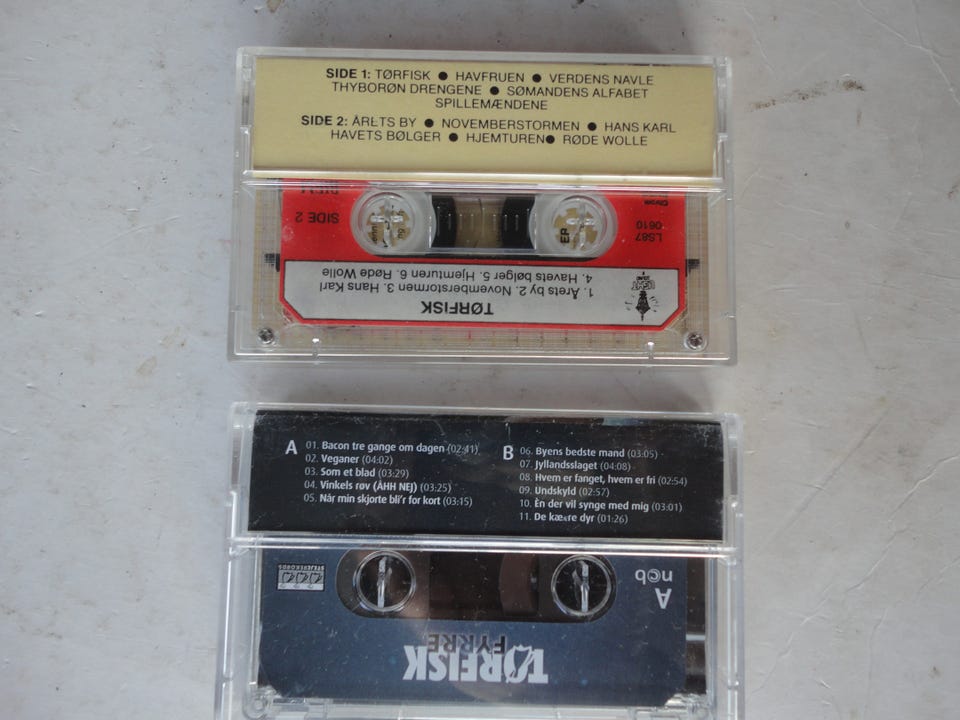 SIDE 1: TØRFISK ● HAVFRUEN ● VERDENS NAVLE
THYBORØN DRENGENE ● SØMANDENS ALFABET
SPILLEMÆNDENE
SIDE 2: ÅRETS BY ● NOVEMBERSTORMEN ● HANS KARL
HAVETS BØLGER ● HJEMTUREN● RØDE WOLLE
SIDE 2
LS87
0610
Chrom
TØRFISK
1. Årets by 2. Novemberstormen 3. Hans Karl
4. Havets bølger 5. Hjemturen 6. Røde Wolle
LIGHT
SOUND
A
01. Bacon tre gange om dagen (02:41)
02. Veganer (04:02)
03. Som et blad (03:29)
04. Vinkels røv (ÅHH NEJ) (03:25)
05. Når min skjorte bli'r for kort (03:15)
B
06. Byens bedste mand (03:05)
07. Jyllandsslaget (04:08)
08. Hvem er fanget, hvem er fri (02:54)
09. Undskyld (02:57)
10. Èn der vil synge med mig (03:01)
11. De kære dyr (01:26)
TØRFISK
FYRRE
A
ncb